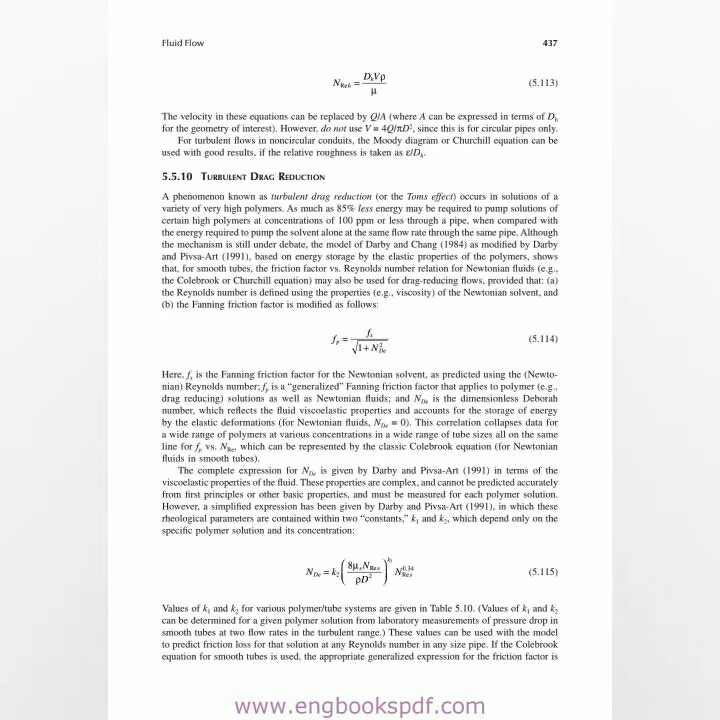 Fluid Flow 437
N_Reh = D_hVρ / μ (5.113)
The velocity in these equations can be replaced by Q/A (where A can be expressed in terms of D_h
for the geometry of interest). However, do not use V = 4Q/πD², since this is for circular pipes only.
For turbulent flows in noncircular conduits, the Moody diagram or Churchill equation can be
used with good results, if the relative roughness is taken as ε/D_h.
5.5.10 Turbulent Drag Reduction
A phenomenon known as turbulent drag reduction (or the Toms effect) occurs in solutions of a
variety of very high polymers. As much as 85% less energy may be required to pump solutions of
certain high polymers at concentrations of 100 ppm or less through a pipe, when compared with
the energy required to pump the solvent alone at the same flow rate through the same pipe. Although
the mechanism is still under debate, the model of Darby and Chang (1984) as modified by Darby
and Pivsa-Art (1991), based on energy storage by the elastic properties of the polymers, shows
that, for smooth tubes, the friction factor vs. Reynolds number relation for Newtonian fluids (e.g.,
the Colebrook or Churchill equation) may also be used for drag-reducing flows, provided that: (a)
the Reynolds number is defined using the properties (e.g., viscosity) of the Newtonian solvent, and
(b) the Fanning friction factor is modified as follows:
f_p = f_s / √(1 + N²_De) (5.114)
Here, f_s is the Fanning friction factor for the Newtonian solvent, as predicted using the (Newto-
nian) Reynolds number; f_p is a “generalized” Fanning friction factor that applies to polymer (e.g.,
drag reducing) solutions as well as Newtonian fluids; and N_De is the dimensionless Deborah
number, which reflects the fluid viscoelastic properties and accounts for the storage of energy
by the elastic deformations (for Newtonian fluids, N_De = 0). This correlation collapses data for
a wide range of polymers at various concentrations in a wide range of tube sizes all on the same
line for f_p vs. N_Re, which can be represented by the classic Colebrook equation (for Newtonian
fluids in smooth tubes).
The complete expression for N_De is given by Darby and Pivsa-Art (1991) in terms of the
viscoelastic properties of the fluid. These properties are complex, and cannot be predicted accurately
from first principles or other basic properties, and must be measured for each polymer solution.
However, a simplified expression has been given by Darby and Pivsa-Art (1991), in which these
rheological parameters are contained within two “constants,” k₁ and k₂, which depend only on the
specific polymer solution and its concentration:
N_De = k₂ (8μ_sN_Res / ρD²)^k₁ N_Res^0.34 (5.115)
Values of k₁ and k₂ for various polymer/tube systems are given in Table 5.10. (Values of k₁ and k₂
can be determined for a given polymer solution from laboratory measurements of pressure drop in
smooth tubes at two flow rates in the turbulent range.) These values can be used with the model
to predict friction loss for that solution at any Reynolds number in any size pipe. If the Colebrook
equation for smooth tubes is used, the appropriate generalized expression for the friction factor is
www.engbookspdf.com